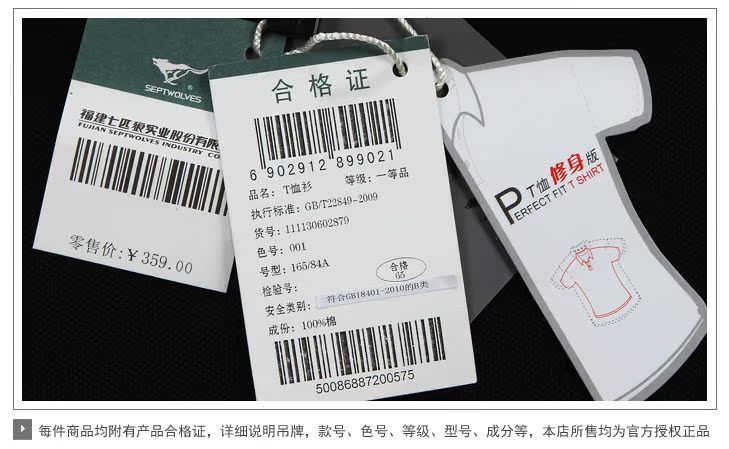 SEPTWOLVES
®
福建七匹狼实业股份有限
FUJIAN SEPTWOLVES INDUSTRY CO
零售价:￥359.00
合格证
6 902912 899021
品名: T恤衫 等级: 一等品
执行标准: GB/T22849-2009
货号: 111130602879
色号: 001
号型: 165/84A
检验号:
合格
65
安全类别: 符合GB18401-2010的B类
成份: 100%棉
50086887200575
P T恤修身版
PERFECT FIT T SHIRT
每件商品均附有产品合格证，详细说明吊牌，款号、色号、等级、型号、成分等，本店所售均为官方授权正品